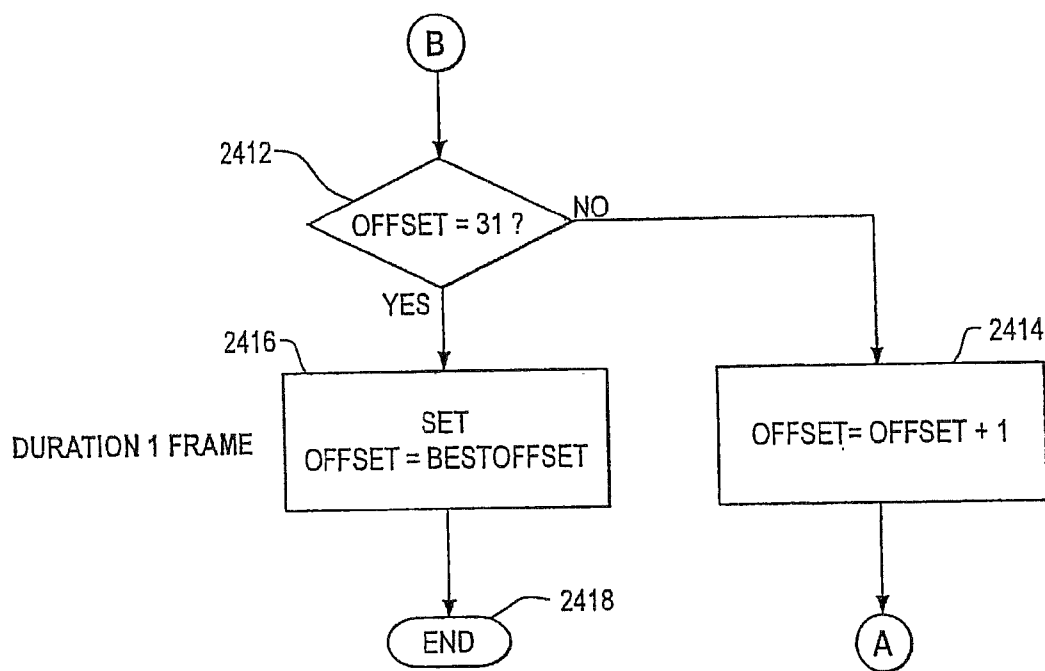 B
2412
OFFSET = 31 ?
NO
YES
2416
2414
DURATION 1 FRAME
SET
OFFSET = BESTOFFSET
OFFSET= OFFSET + 1
2418
END
A